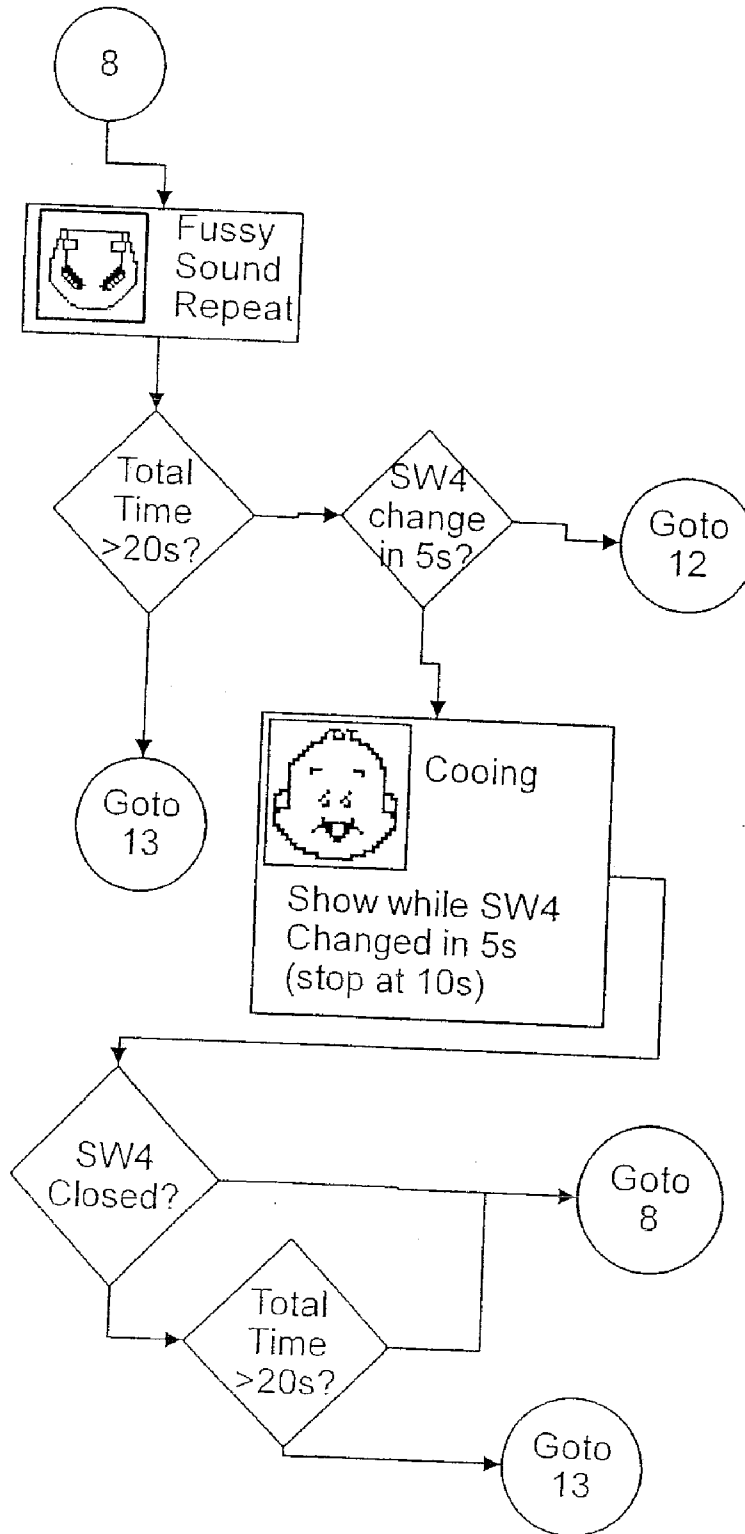 8
Fussy
Sound
Repeat
Total
Time
>20s?
SW4
change
in 5s?
Goto
12
Goto
13
Cooing
Show while SW4
Changed in 5s
(stop at 10s)
SW4
Closed?
Goto
8
Total
Time
>20s?
Goto
13